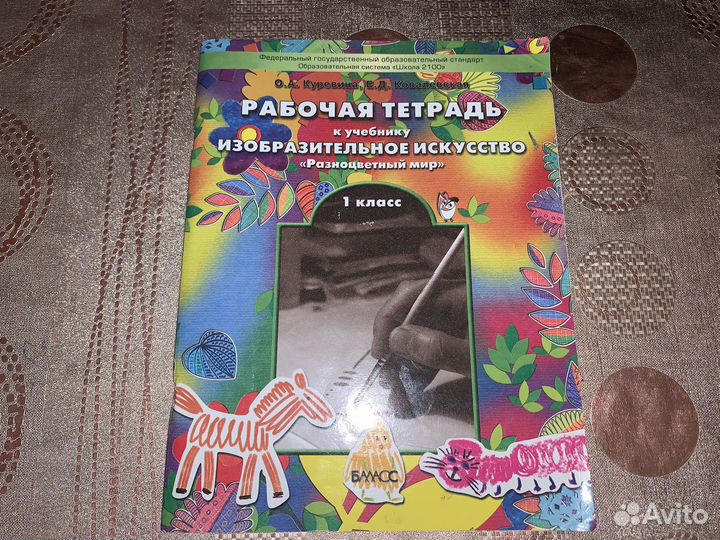 Федеральный государственный образовательный стандарт
Образовательная система «Школа 2100»
О.А. Куревина, Е.Д. Ковалевская
РАБОЧАЯ ТЕТРАДЬ
к учебнику
ИЗОБРАЗИТЕЛЬНОЕ ИСКУССТВО
«Разноцветный мир»
1 класс
БАЛАСС
Avito